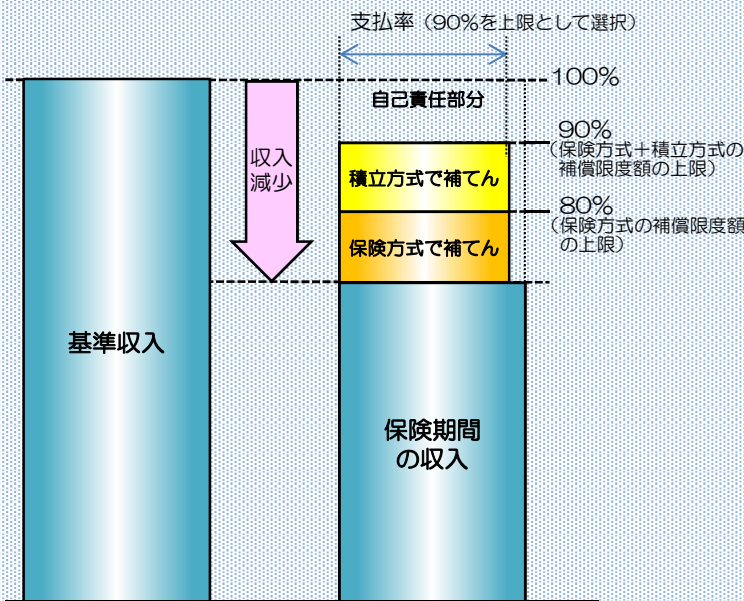 支払率（90%を上限として選択）
100%
自己責任部分
90%
（保険方式＋積立方式の
補償限度額の上限）
収入
減少
積立方式で補てん
80%
（保険方式の補償限度額
の上限）
保険方式で補てん
基準収入
保険期間
の収入